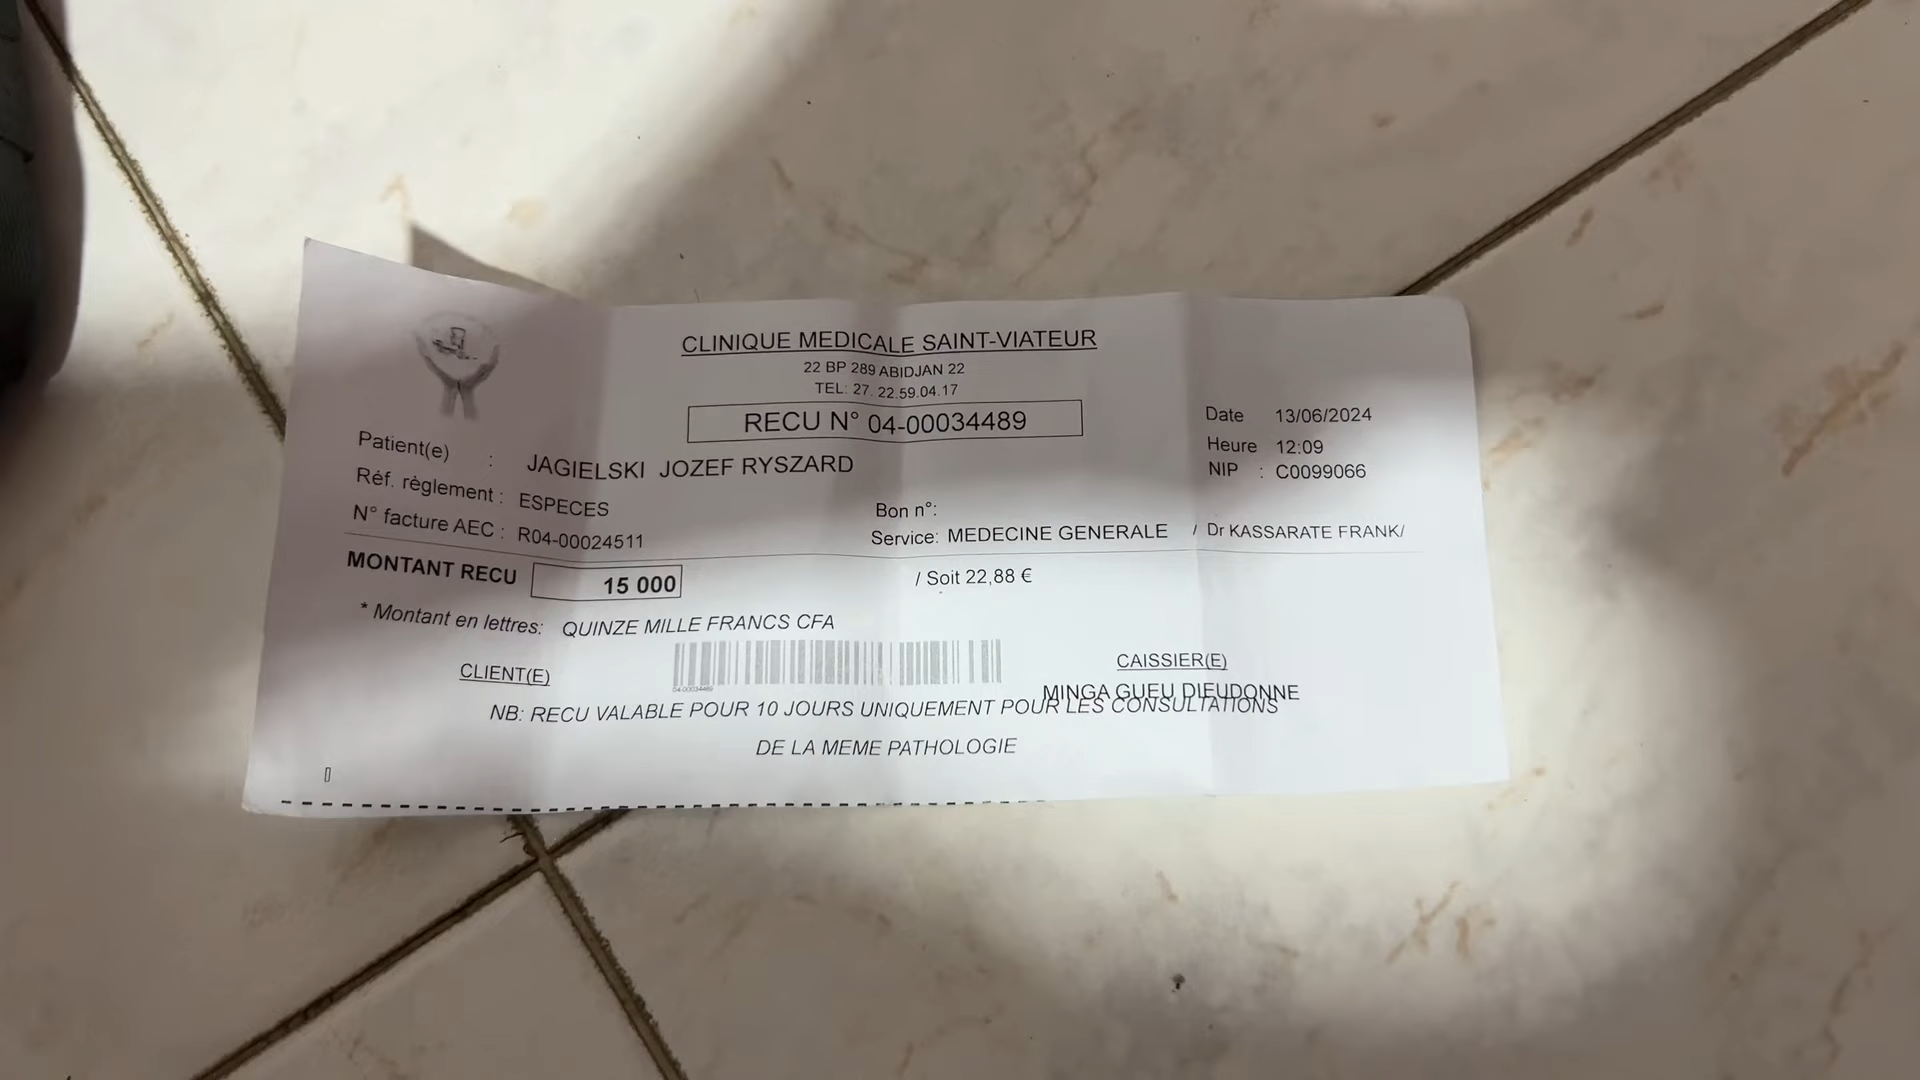 CLINIQUE MEDICALE SAINT-VIATEUR
22 BP 289 ABIDJAN 22
TEL: 27. 22.59.04.17
RECU N° 04-00034489
Date 13/06/2024
Heure 12:09
NIP : C0099066
Patient(e) : JAGIELSKI JOZEF RYSZARD
Réf. règlement : ESPECES
Bon n°:
N° facture AEC : R04-00024511
Service: MEDECINE GENERALE / Dr KASSARATE FRANK/
MONTANT RECU 15 000 / Soit 22,88 €
* Montant en lettres: QUINZE MILLE FRANCS CFA
CLIENT(E)
04-00034489
CAISSIER(E)
MINGA GUEU DIEUDONNE
NB: RECU VALABLE POUR 10 JOURS UNIQUEMENT POUR LES CONSULTATIONS
DE LA MEME PATHOLOGIE